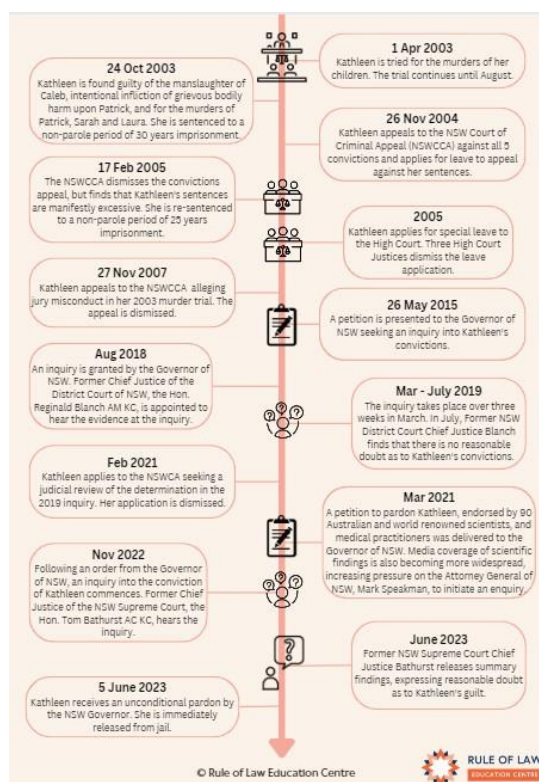 1 Apr 2003
Kathleen is tried for the murders of her
children. The trial continues until August.
24 Oct 2003
Kathleen is found guilty of the manslaughter of
Caleb, intentional infliction of grievous bodily
harm upon Patrick, and for the murders of
Patrick, Sarah and Laura. She is sentenced to a
non-parole period of 30 years imprisonment.
26 Nov 2004
Kathleen appeals to the NSW Court of
Criminal Appeal (NSWCCA) against all 5
convictions and applies for leave to appeal
against her sentences.
17 Feb 2005
The NSWCCA dismisses the convictions
appeal, but finds that Kathleen's sentences
are manifestly excessive. She is re-sentenced
to a non-parole period of 25 years
imprisonment.
2005
Kathleen applies for special leave to
the High Court. Three High Court
Justices dismiss the leave
application.
27 Nov 2007
Kathleen appeals to the NSWCCA alleging
jury misconduct in her 2003 murder trial. The
appeal is dismissed.
26 May 2015
A petition is presented to the Governor of
NSW seeking an inquiry into Kathleen's
convictions.
Aug 2018
An inquiry is granted by the Governor of
NSW. Former Chief Justice of the
District Court of NSW, the Hon.
Reginald Blanch AM KC, is appointed to
hear the evidence at the inquiry.
Mar - July 2019
The inquiry takes place over three
weeks in March. In July, Former NSW
District Court Chief Justice Blanch
finds that there is no reasonable
doubt as to Kathleen's convictions.
Feb 2021
Kathleen applies to the NSWCA seeking a
judicial review of the determination in the
2019 inquiry. Her application is dismissed.
Mar 2021
A petition to pardon Kathleen, endorsed by 90
Australian and world renowned scientists, and
medical practitioners was delivered to the
Governor of NSW. Media coverage of scientific
findings is also becoming more widespread,
increasing pressure on the Attorney General of
NSW, Mark Speakman, to initiate an enquiry.
Nov 2022
Following an order from the Governor
of NSW, an inquiry into the conviction
of Kathleen commences. Former Chief
Justice of the NSW Supreme Court, the
Hon. Tom Bathurst AC KC, hears the
inquiry.
June 2023
Former NSW Supreme Court Chief
Justice Bathurst releases summary
findings, expressing reasonable doubt
as to Kathleen's guilt.
5 June 2023
Kathleen receives an unconditional pardon by
the NSW Governor. She is immediately
released from jail.
© Rule of Law Education Centre
RULE OF LAW
EDUCATION CENTRE